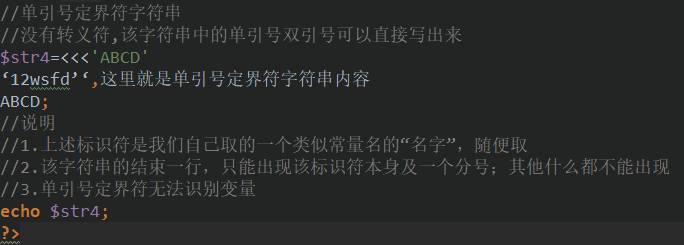 //单引号定界符字符串
//没有转义符,该字符串中的单引号双引号可以直接写出来
$str4=<<<'ABCD'
‘12wsfd’‘,这里就是单引号定界符字符串内容
ABCD;
//说明
//1.上述标识符是我们自己取的一个类似常量名的“名字”，随便取
//2.该字符串的结束一行，只能出现该标识符本身及一个分号；其他什么都不能出现
//3.单引号定界符无法识别变量
echo $str4;
?>